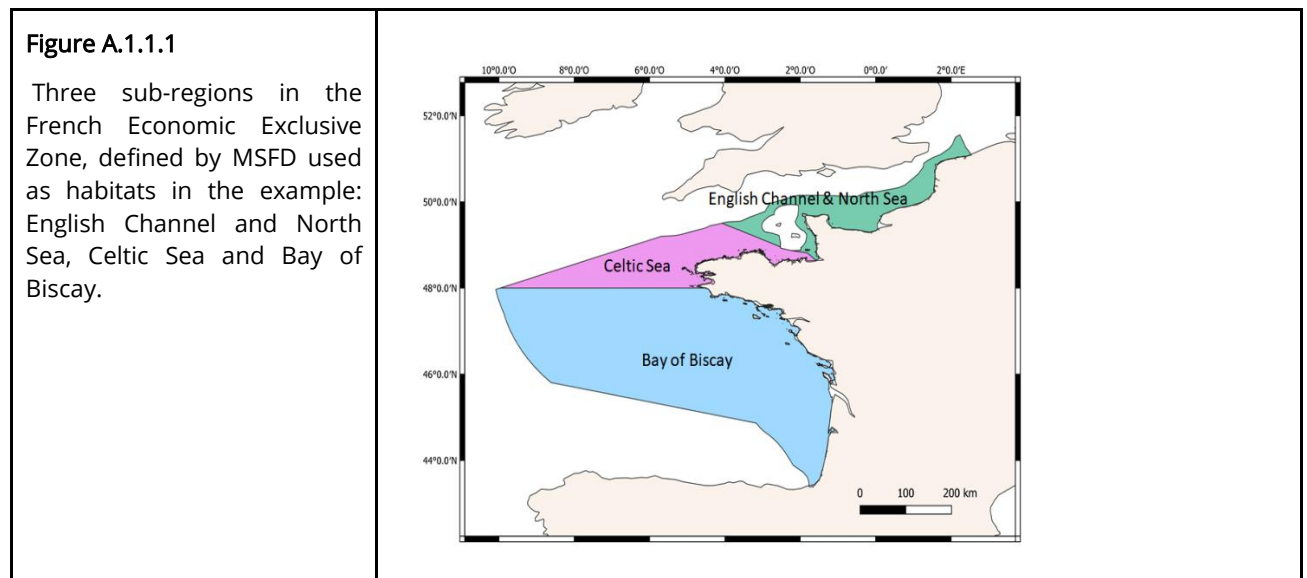 Figure A.1.1.1
Three sub-regions in the
French Economic Exclusive
Zone, defined by MSFD used
as habitats in the example:
English Channel and North
Sea, Celtic Sea and Bay of
Biscay.
10°0.0'O 8°0.0'O 6°0.0'O 4°0.0'O 2°0.0'O 0°0.0' 2°0.0'E
52°0.0'N
50°0.0'N
English Channel & North Sea
Celtic Sea
48°0.0'N
Bay of Biscay
46°0.0'N
44°0.0'N
0 100 200 km